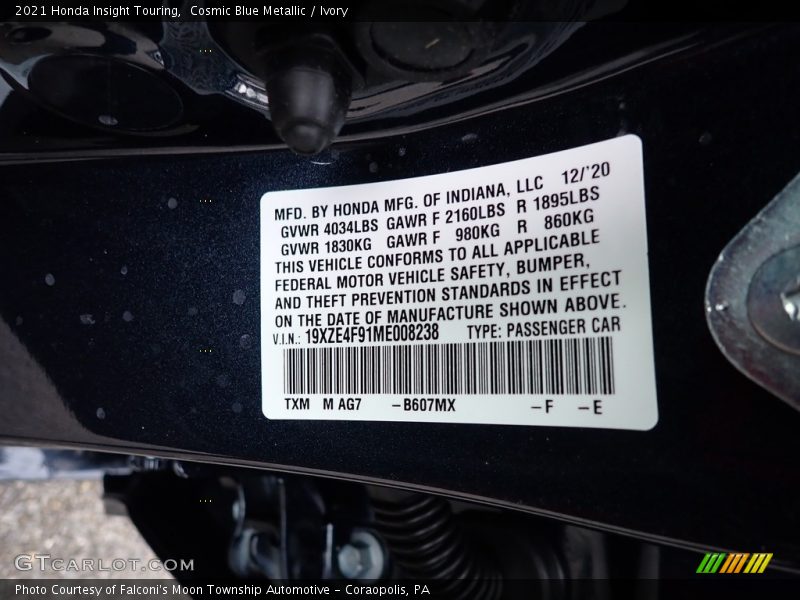 2021 Honda Insight Touring,  Cosmic Blue Metallic / Ivory
MFD. BY HONDA MFG. OF INDIANA, LLC 12/'20
GVWR 4034LBS GAWR F 2160LBS R 1895LBS
GVWR 1830KG GAWR F 980KG R 860KG
THIS VEHICLE CONFORMS TO ALL APPLICABLE
FEDERAL MOTOR VEHICLE SAFETY, BUMPER,
AND THEFT PREVENTION STANDARDS IN EFFECT
ON THE DATE OF MANUFACTURE SHOWN ABOVE.
V.I.N.: 19XZE4F91ME008238 TYPE: PASSENGER CAR
TXM M AG7 –B607MX –F –E
GTCARLOT.COM
Photo Courtesy of Falconi's Moon Township Automotive – Coraopolis, PA